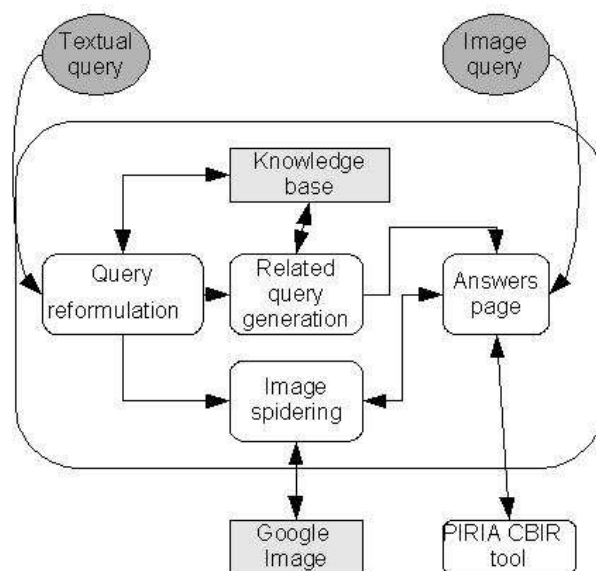 Textual
query
Image
query
Knowledge
base
Query
reformulation
Related
query
generation
Answers
page
Image
spidering
Google
Image
PIRIA CBIR
tool